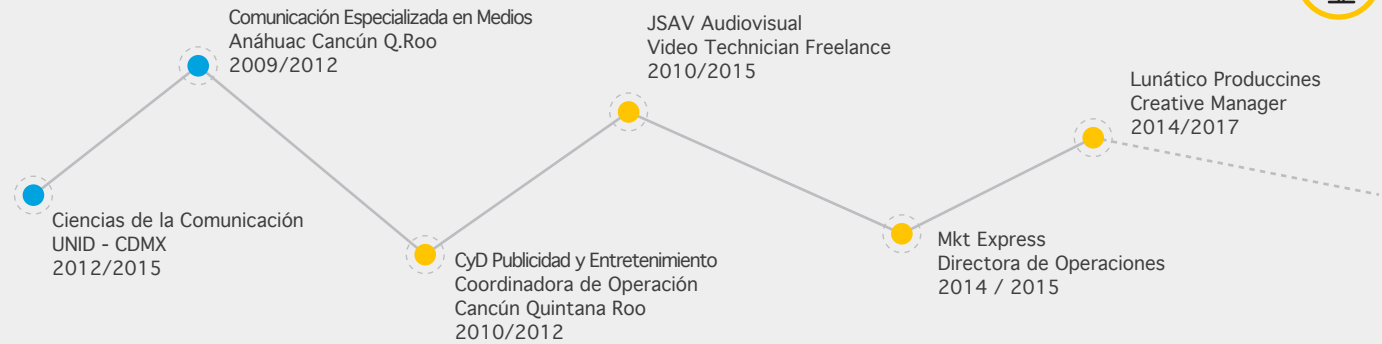 Comunicación Especializada en Medios
Anáhuac Cancún Q.Roo
2009/2012
JSAV Audiovisual
Video Technician Freelance
2010/2015
Lunático Produccines
Creative Manager
2014/2017
Ciencias de la Comunicación
UNID - CDMX
2012/2015
CyD Publicidad y Entretenimiento
Coordinadora de Operación
Cancún Quintana Roo
2010/2012
Mkt Express
Directora de Operaciones
2014 / 2015